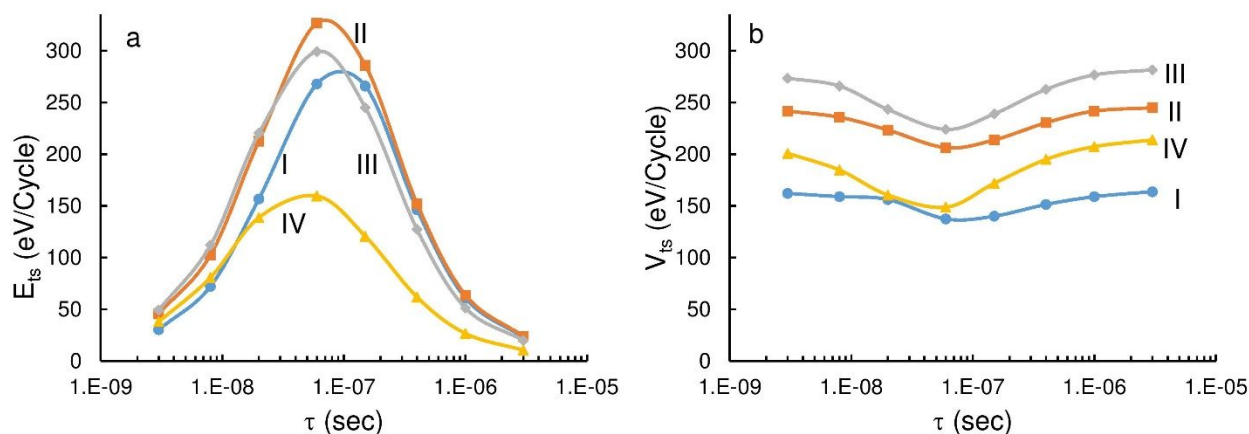 a
E_ts (eV/Cycle)
300
250
200
150
100
50
0
II
I
III
IV
1.E-09
1.E-08
1.E-07
1.E-06
1.E-05
τ (sec)
b
V_ts (eV/Cycle)
300
250
200
150
100
50
0
III
II
IV
I
1.E-09
1.E-08
1.E-07
1.E-06
1.E-05
τ (sec)